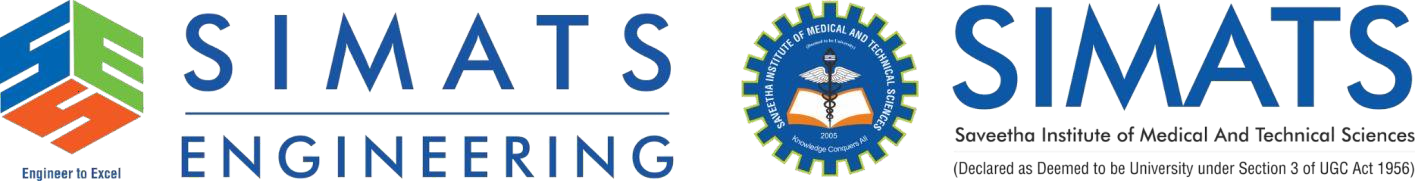 SES
Engineer to Excel
SIMATS
ENGINEERING
SAVEETHA INSTITUTE OF MEDICAL AND TECHNICAL SCIENCES
(Deemed to be University)
2005
Knowledge Conquers All
SIMATS
Saveetha Institute of Medical And Technical Sciences
(Declared as Deemed to be University under Section 3 of UGC Act 1956)